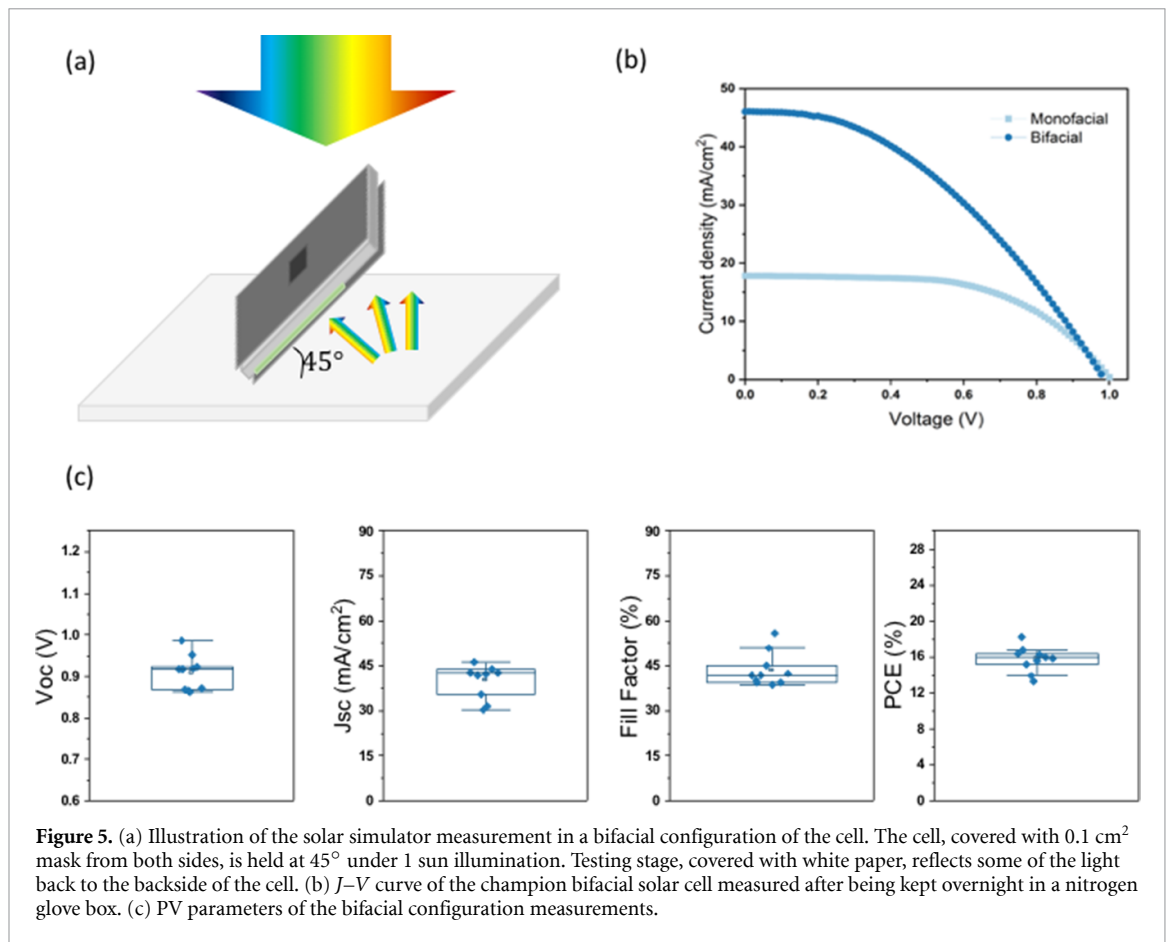 (a)
45°
(b)
Current density (mA/cm²)
50
40
30
20
10
0
Monofacial
Bifacial
0.0 0.2 0.4 0.6 0.8 1.0
Voltage (V)
(c)
Voc (V)
1.2
1.1
1.0
0.9
0.8
0.7
0.6
Jsc (mA/cm²)
90
75
60
45
30
15
0
Fill Factor (%)
90
75
60
45
30
15
0
PCE (%)
28
24
20
16
12
8
4
0
Figure 5. (a) Illustration of the solar simulator measurement in a bifacial configuration of the cell. The cell, covered with 0.1 cm²
mask from both sides, is held at 45° under 1 sun illumination. Testing stage, covered with white paper, reflects some of the light
back to the backside of the cell. (b) J–V curve of the champion bifacial solar cell measured after being kept overnight in a nitrogen
glove box. (c) PV parameters of the bifacial configuration measurements.